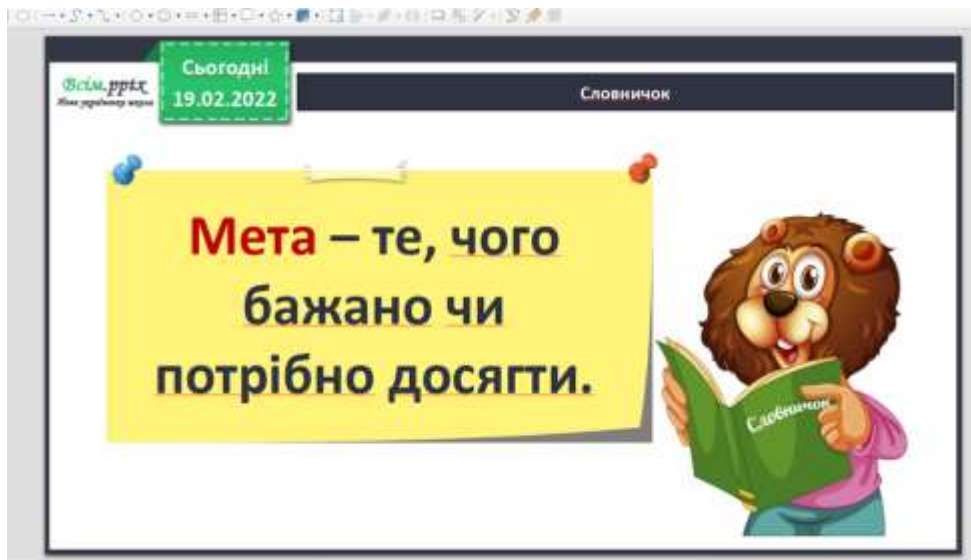 Сьогодні
19.02.2022
Всім.pptx
Нова українська школа
Словничок
Мета – те, чого
бажано чи
потрібно досягти.
Словничок